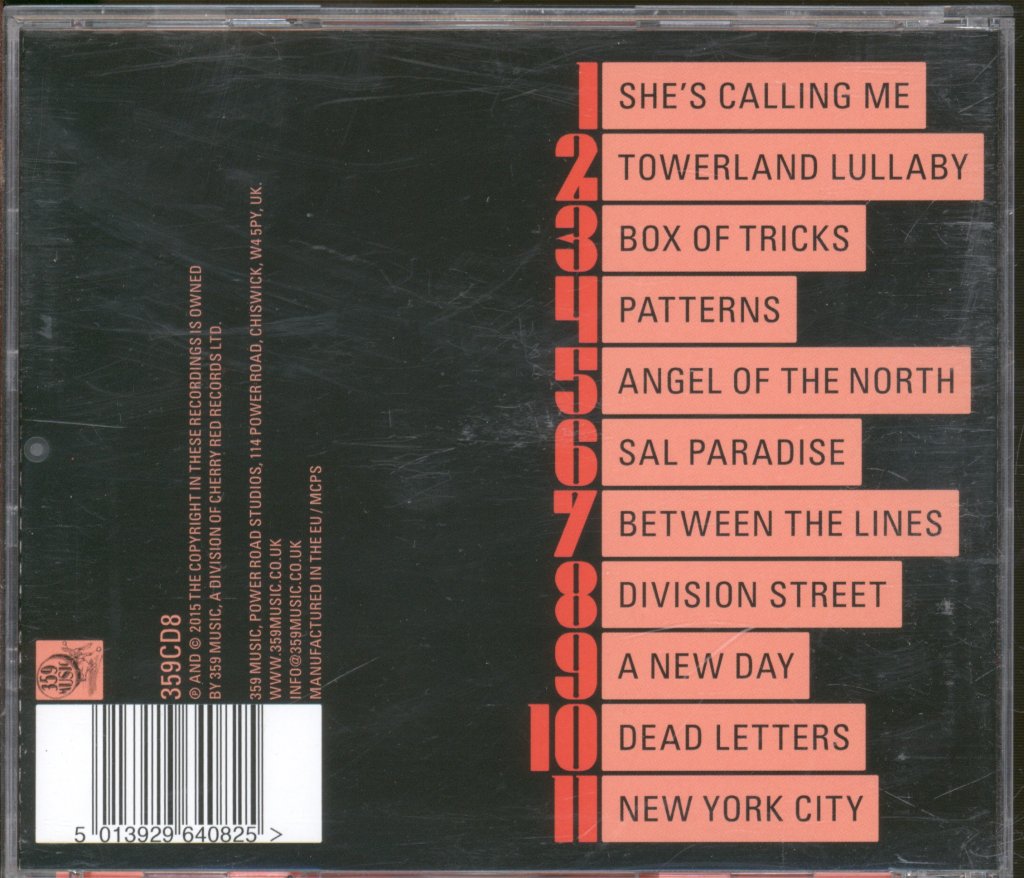 1 SHE'S CALLING ME
2 TOWERLAND LULLABY
3 BOX OF TRICKS
4 PATTERNS
5 ANGEL OF THE NORTH
6 SAL PARADISE
7 BETWEEN THE LINES
8 DIVISION STREET
9 A NEW DAY
10 DEAD LETTERS
11 NEW YORK CITY
359CD8
℗ AND © 2015 THE COPYRIGHT IN THESE RECORDINGS IS OWNED
BY 359 MUSIC, A DIVISION OF CHERRY RED RECORDS LTD.
359 MUSIC, POWER ROAD STUDIOS, 114 POWER ROAD, CHISWICK, W4 5PY, UK.
WWW.359MUSIC.CO.UK
INFO@359MUSIC.CO.UK
MANUFACTURED IN THE EU / MCPS
359
MUSIC
5 013929 640825 >